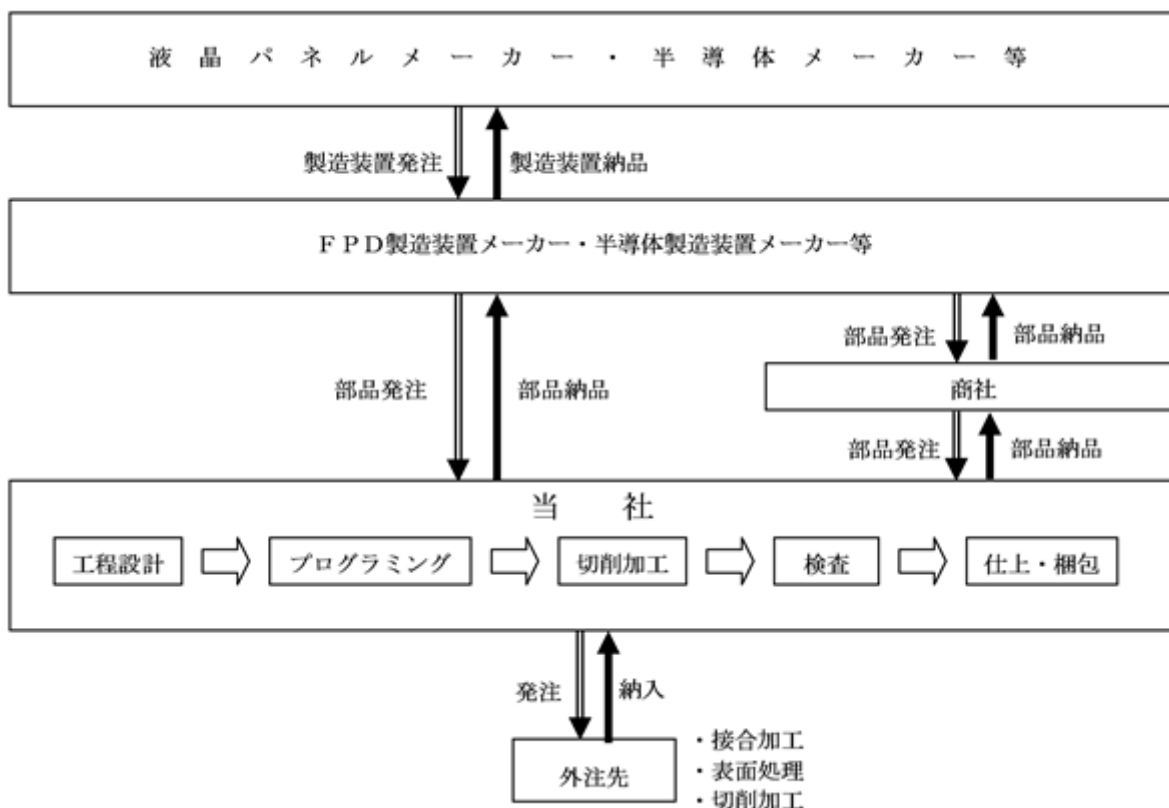 液晶パネルメーカー・半導体メーカー等
製造装置発注
製造装置納品
ＦＰＤ製造装置メーカー・半導体製造装置メーカー等
部品発注
部品納品
商社
部品発注
部品納品
部品発注
部品納品
当社
工程設計
プログラミング
切削加工
検査
仕上・梱包
発注
納入
外注先
・接合加工
・表面処理
・切削加工